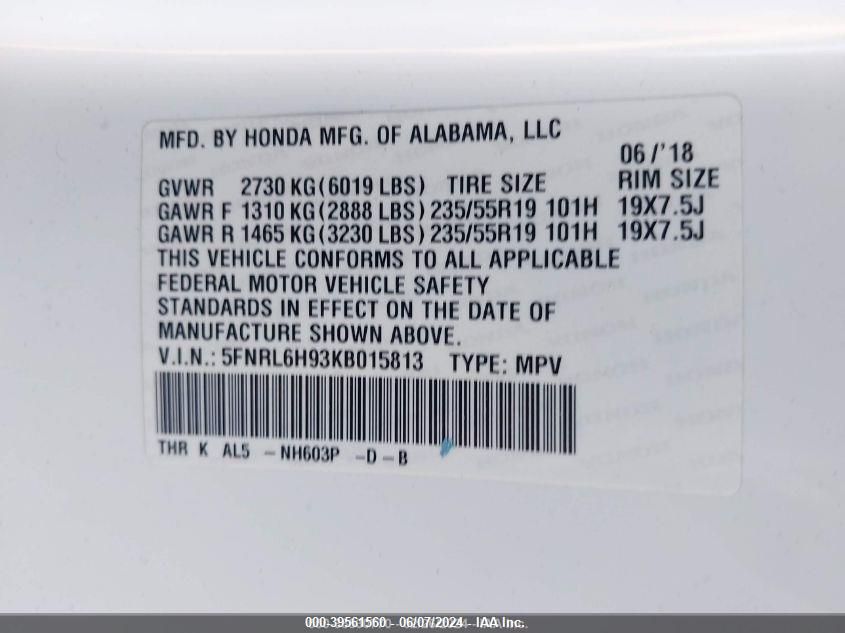 MFD. BY HONDA MFG. OF ALABAMA, LLC
06/'18
GVWR 2730 KG(6019 LBS) TIRE SIZE RIM SIZE
GAWR F 1310 KG(2888 LBS) 235/55R19 101H 19X7.5J
GAWR R 1465 KG(3230 LBS) 235/55R19 101H 19X7.5J
THIS VEHICLE CONFORMS TO ALL APPLICABLE
FEDERAL MOTOR VEHICLE SAFETY
STANDARDS IN EFFECT ON THE DATE OF
MANUFACTURE SHOWN ABOVE.
V.I.N.: 5FNRL6H93KB015813 TYPE: MPV
THR K AL5 -NH603P -D-B
000-39561560 - 06/07/2024 - IAA Inc.